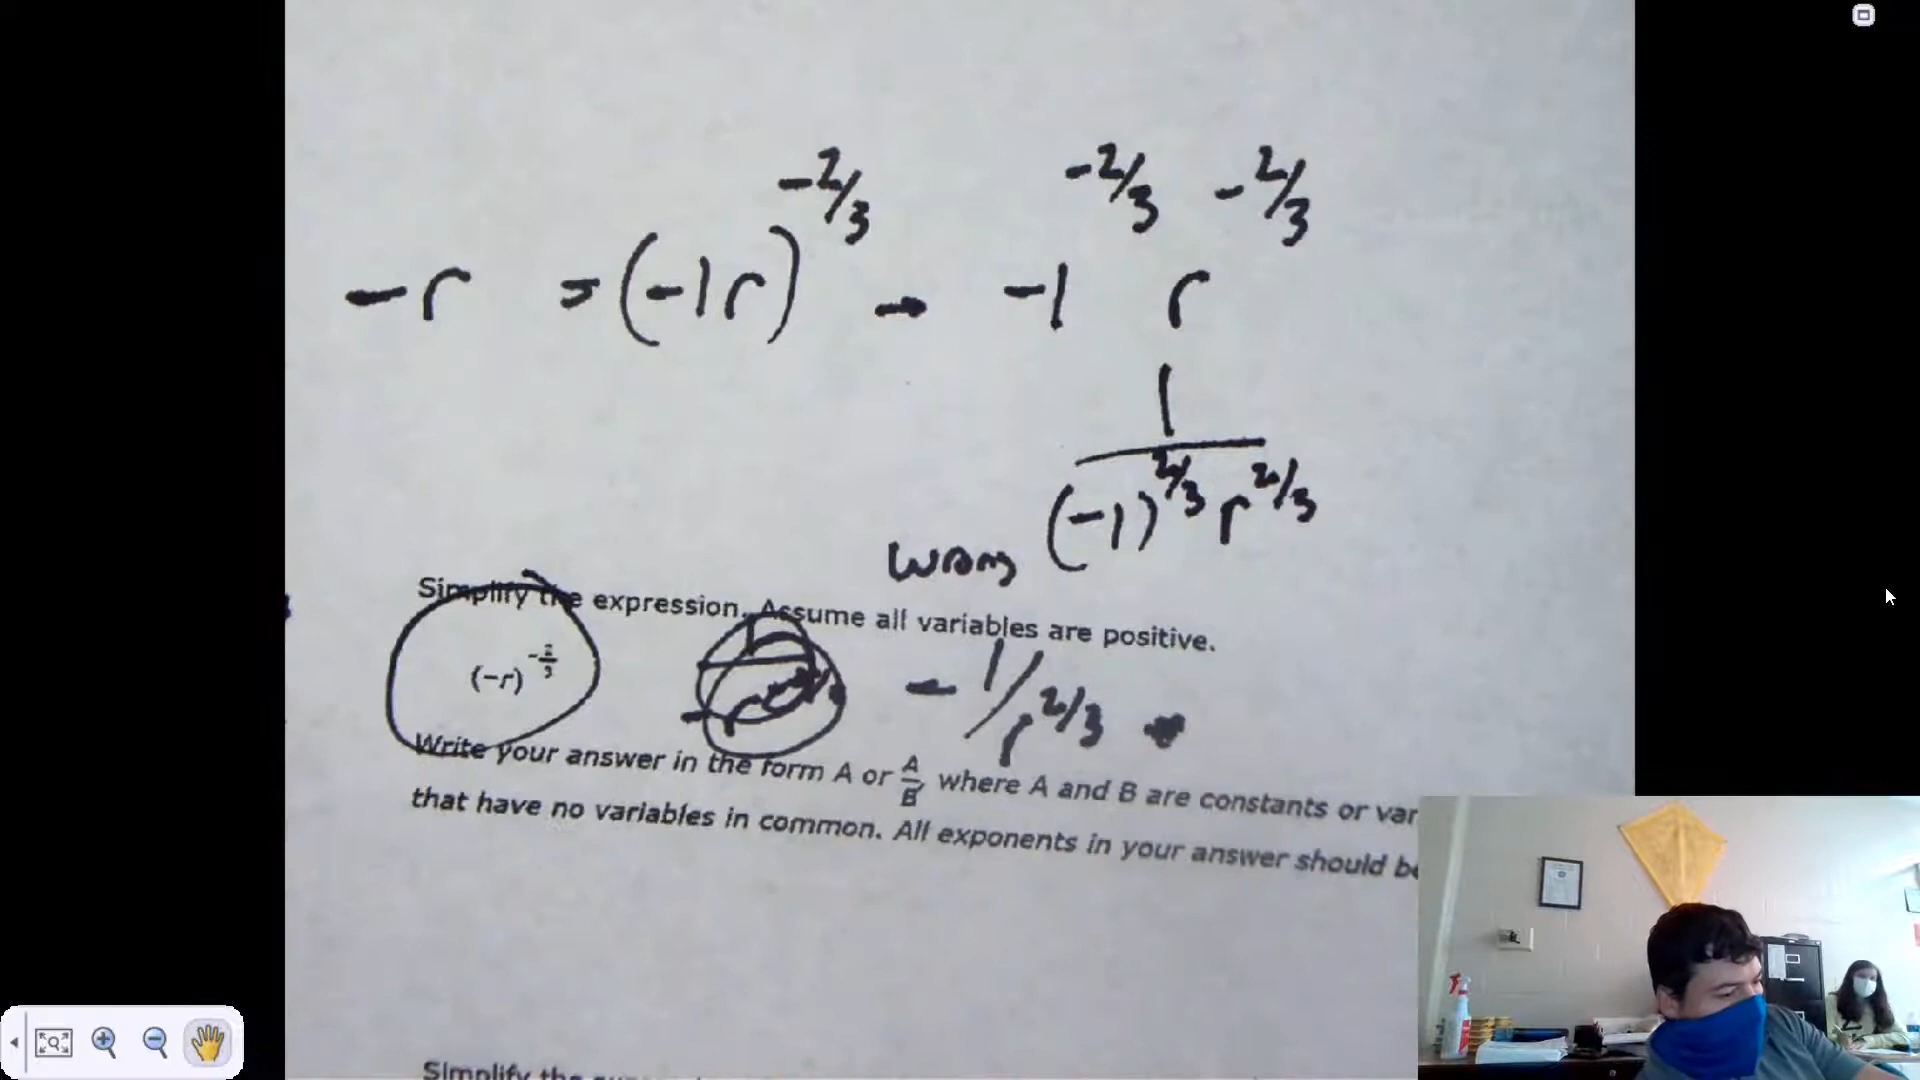 -2/3 -2/3 -2/3
-r = (-1r) → -1 r
1
(-1)^2/3 r^2/3
Wrong
Simplify the expression. Assume all variables are positive.
(-r)^-2/3 -1/r^2/3
Write your answer in the form A or A/B, where A and B are constants or var
that have no variables in common. All exponents in your answer should be
Simplify the